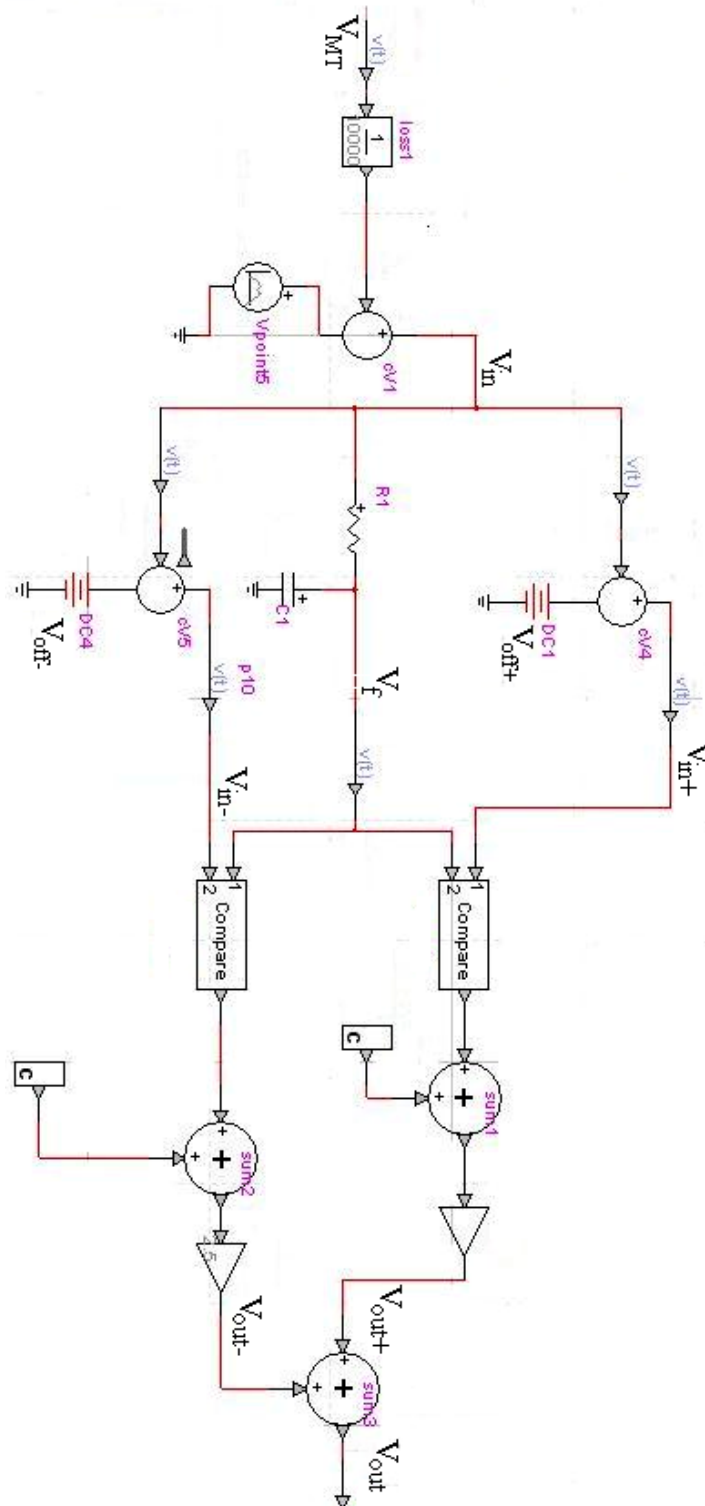 V_MT
v(t)
loss1
1
10000
Vpoint5
+
cV1
+
V_in
v(t)
v(t)
R1
+
C1
+
cV4
+
DC1
V_off+
cV5
+
DC4
V_off-
v(t)
V_in+
V_f
v(t)
p10
v(t)
V_in-
1
2
Compare
1
2
Compare
c
+
+
+
sum1
c
+
+
+
sum2
V_out+
V_out-
+
+
+
sum3
V_out